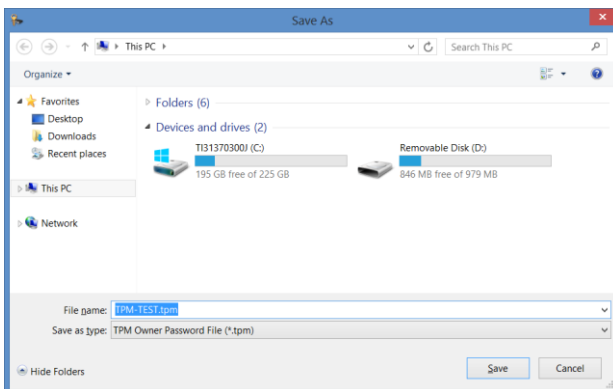 Save As
This PC
Search This PC
Organize
Favorites
Desktop
Downloads
Recent places
This PC
Network
Folders (6)
Devices and drives (2)
TI31370300J (C:)
195 GB free of 225 GB
Removable Disk (D:)
846 MB free of 979 MB
File name: TPM-TEST.tpm
Save as type: TPM Owner Password File (*.tpm)
Hide Folders
Save
Cancel